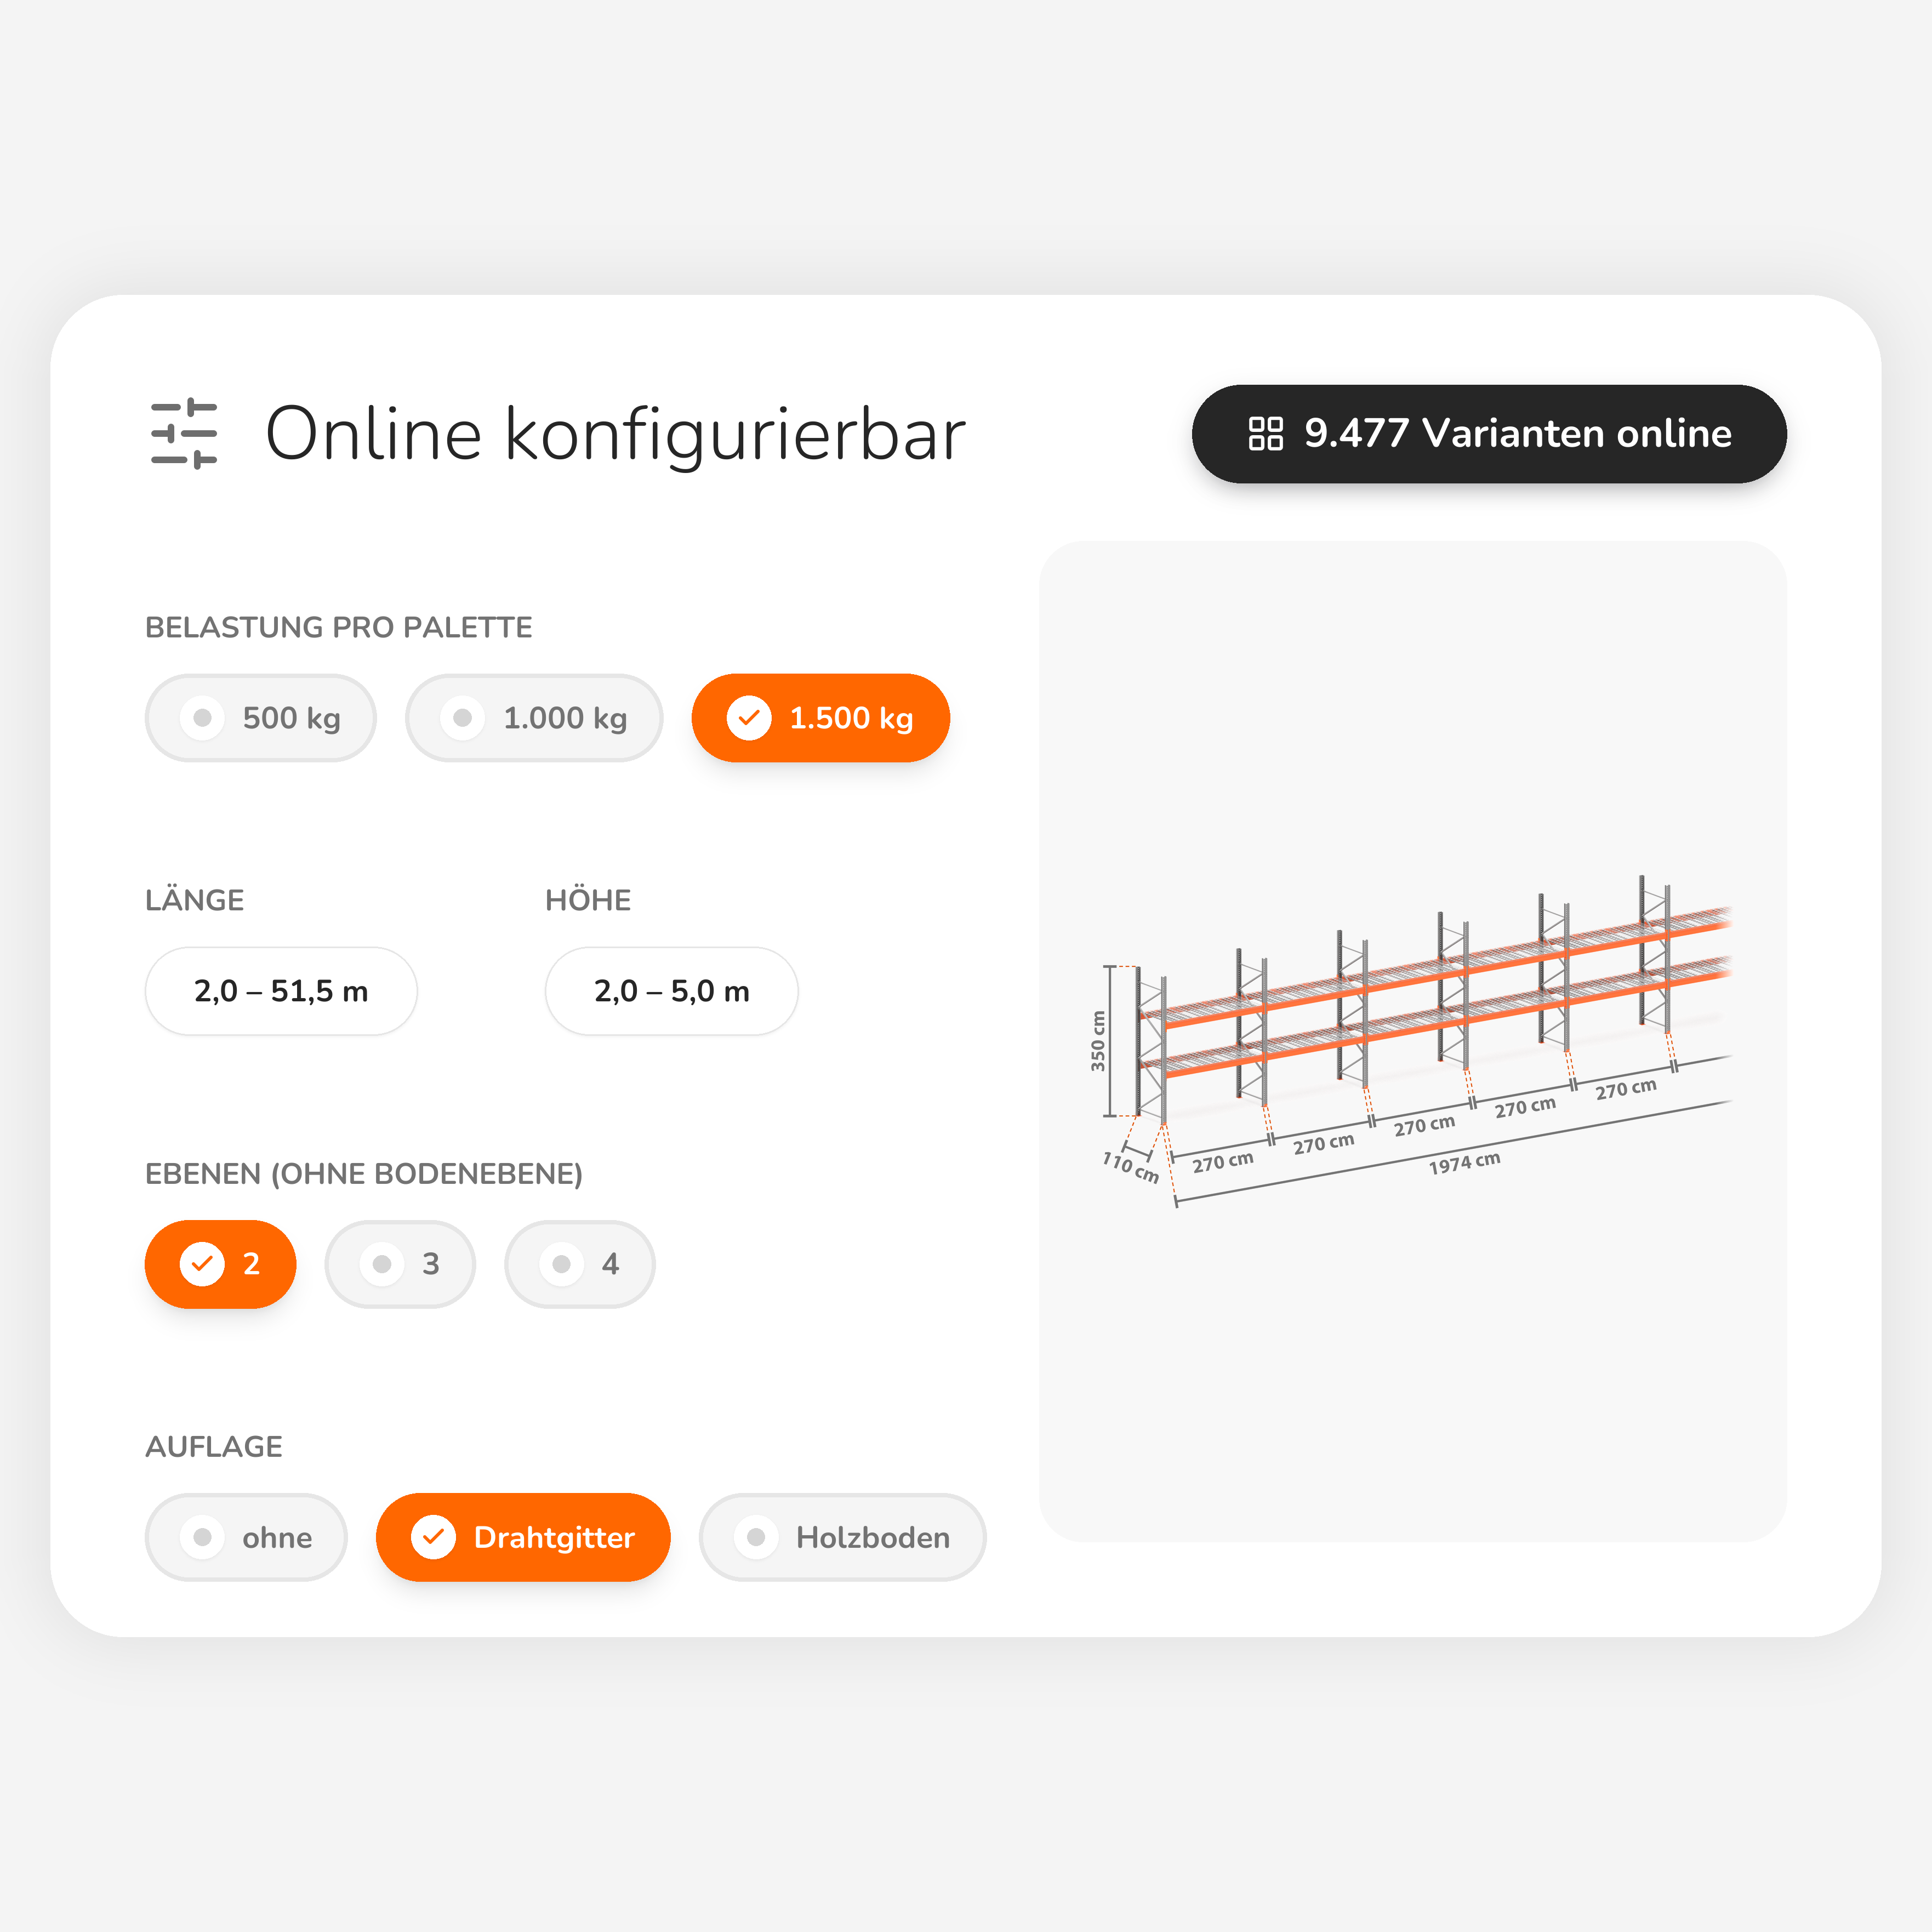 Online konfigurierbar
9.477 Varianten online
BELASTUNG PRO PALETTE
500 kg
1.000 kg
1.500 kg
LÄNGE
HÖHE
2,0 – 51,5 m
2,0 – 5,0 m
EBENEN (OHNE BODENEBENE)
2
3
4
AUFLAGE
ohne
Drahtgitter
Holzboden
350 cm
110 cm
270 cm
270 cm
270 cm
270 cm
270 cm
1974 cm